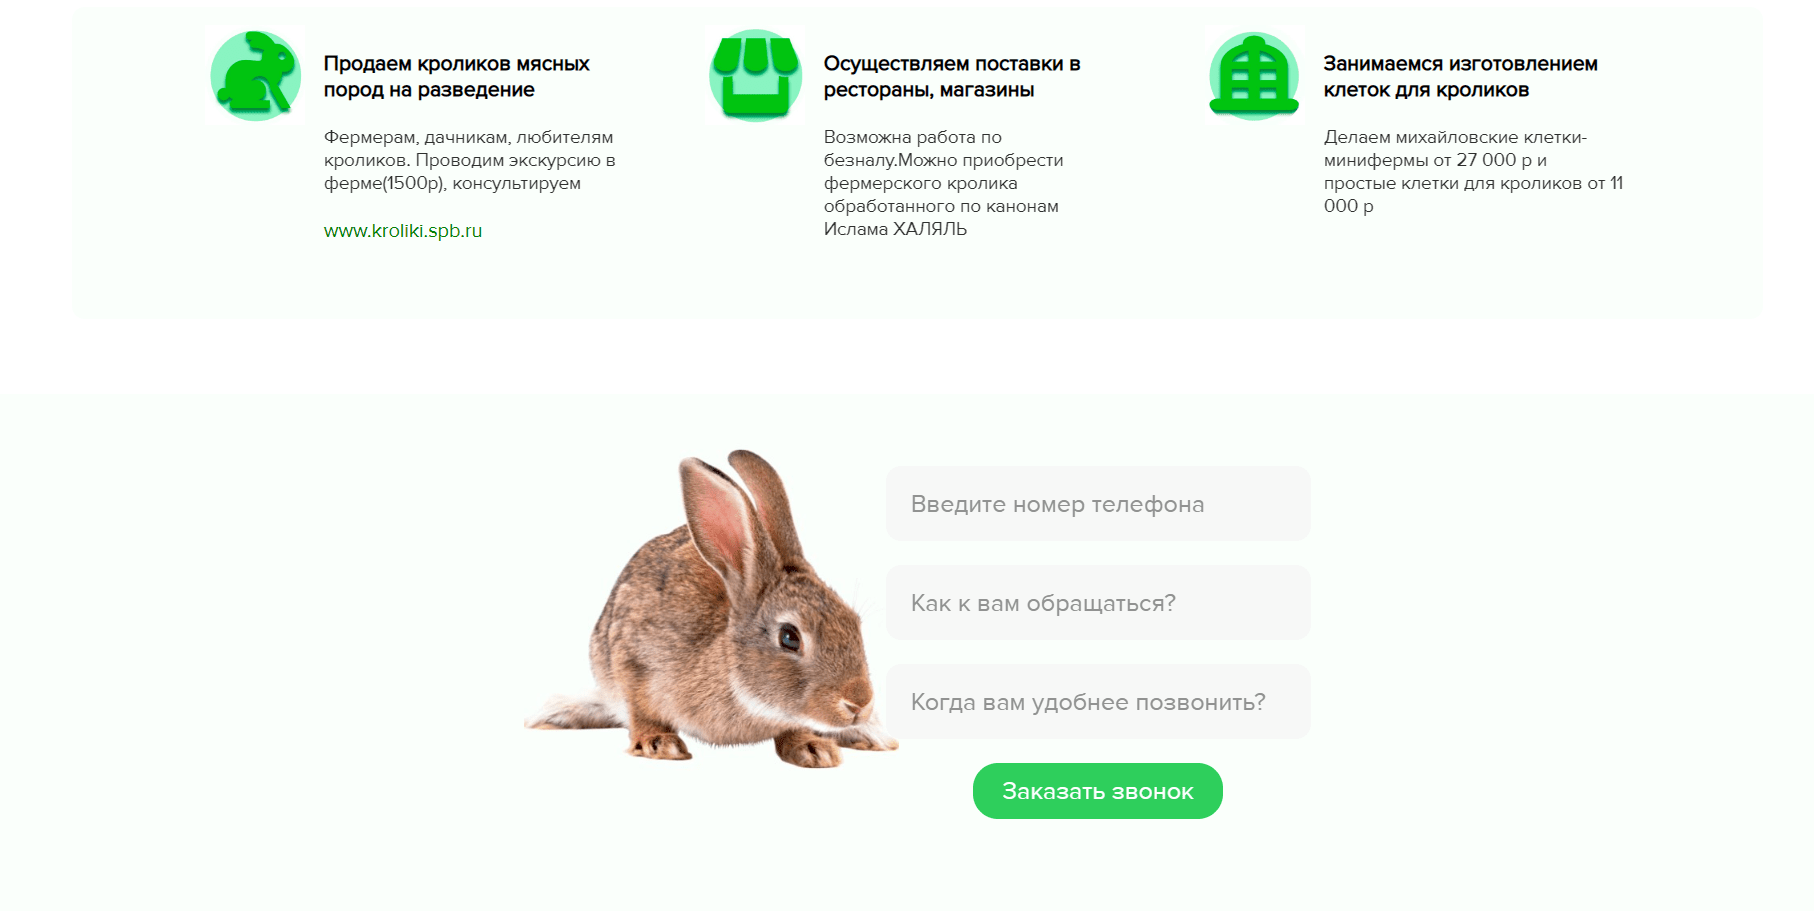 Продаем кроликов мясных
пород на разведение
Фермерам, дачникам, любителям
кроликов. Проводим экскурсию в
ферме(1500р), консультируем
www.kroliki.spb.ru
Осуществляем поставки в
рестораны, магазины
Возможна работа по
безналу.Можно приобрести
фермерского кролика
обработанного по канонам
Ислама ХАЛЯЛЬ
Занимаемся изготовлением
клеток для кроликов
Делаем михайловские клетки-
минифермы от 27 000 р и
простые клетки для кроликов от 11
000 р
Введите номер телефона
Как к вам обращаться?
Когда вам удобнее позвонить?
Заказать звонок